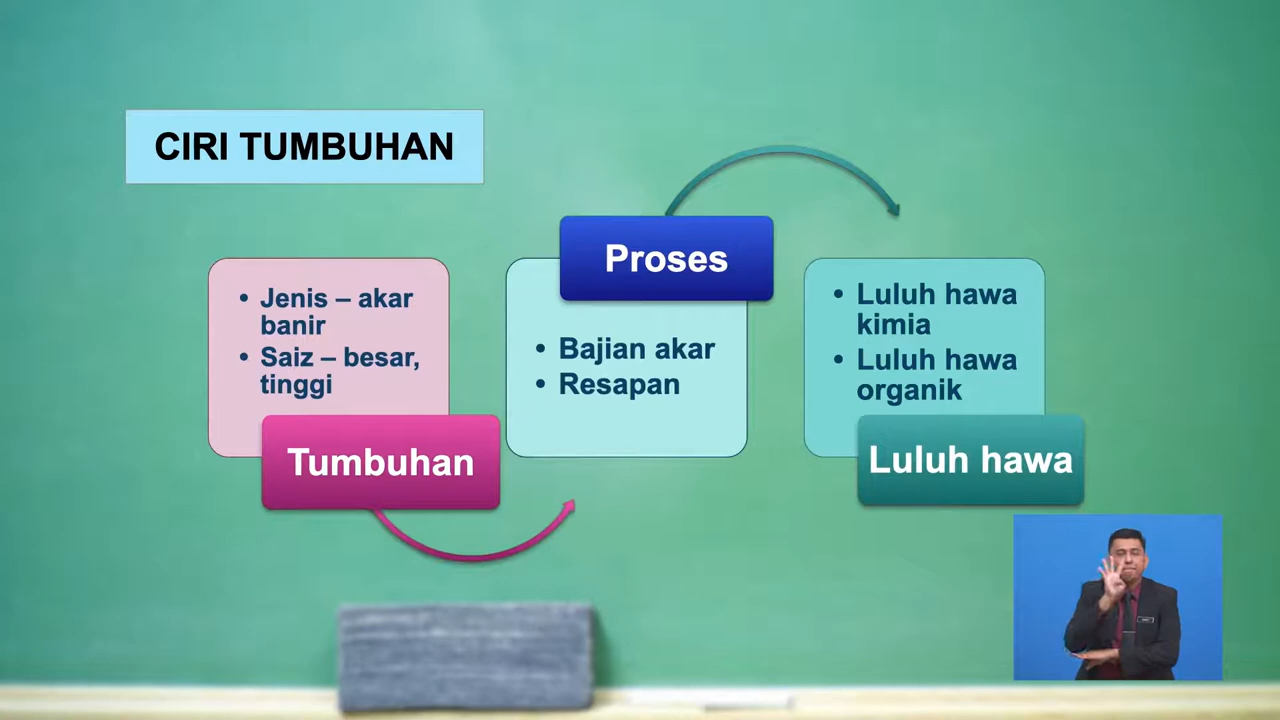 CIRI TUMBUHAN
• Jenis – akar
banir
• Saiz – besar,
tinggi
Tumbuhan
Proses
• Bajian akar
• Resapan
• Luluh hawa
kimia
• Luluh hawa
organik
Luluh hawa